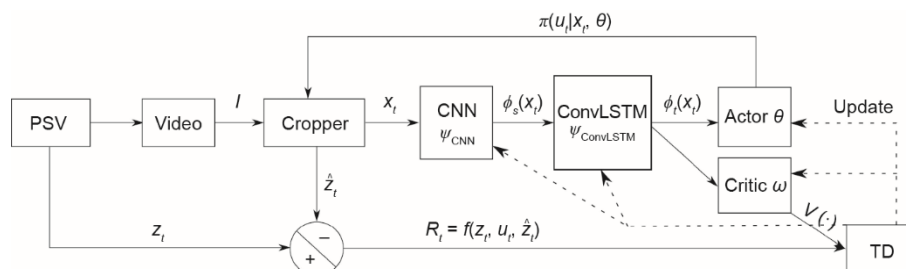 π(u_t|x_t, θ)
PSV
Video
I
Cropper
x_t
CNN
ψ_CNN
ϕ_s(x_t)
ConvLSTM
ψ_ConvLSTM
ϕ_t(x_t)
Actor θ
Update
Critic ω
ẑ_t
V(·)
z_t
−
+
R_t = f(z_t, u_t, ẑ_t)
TD